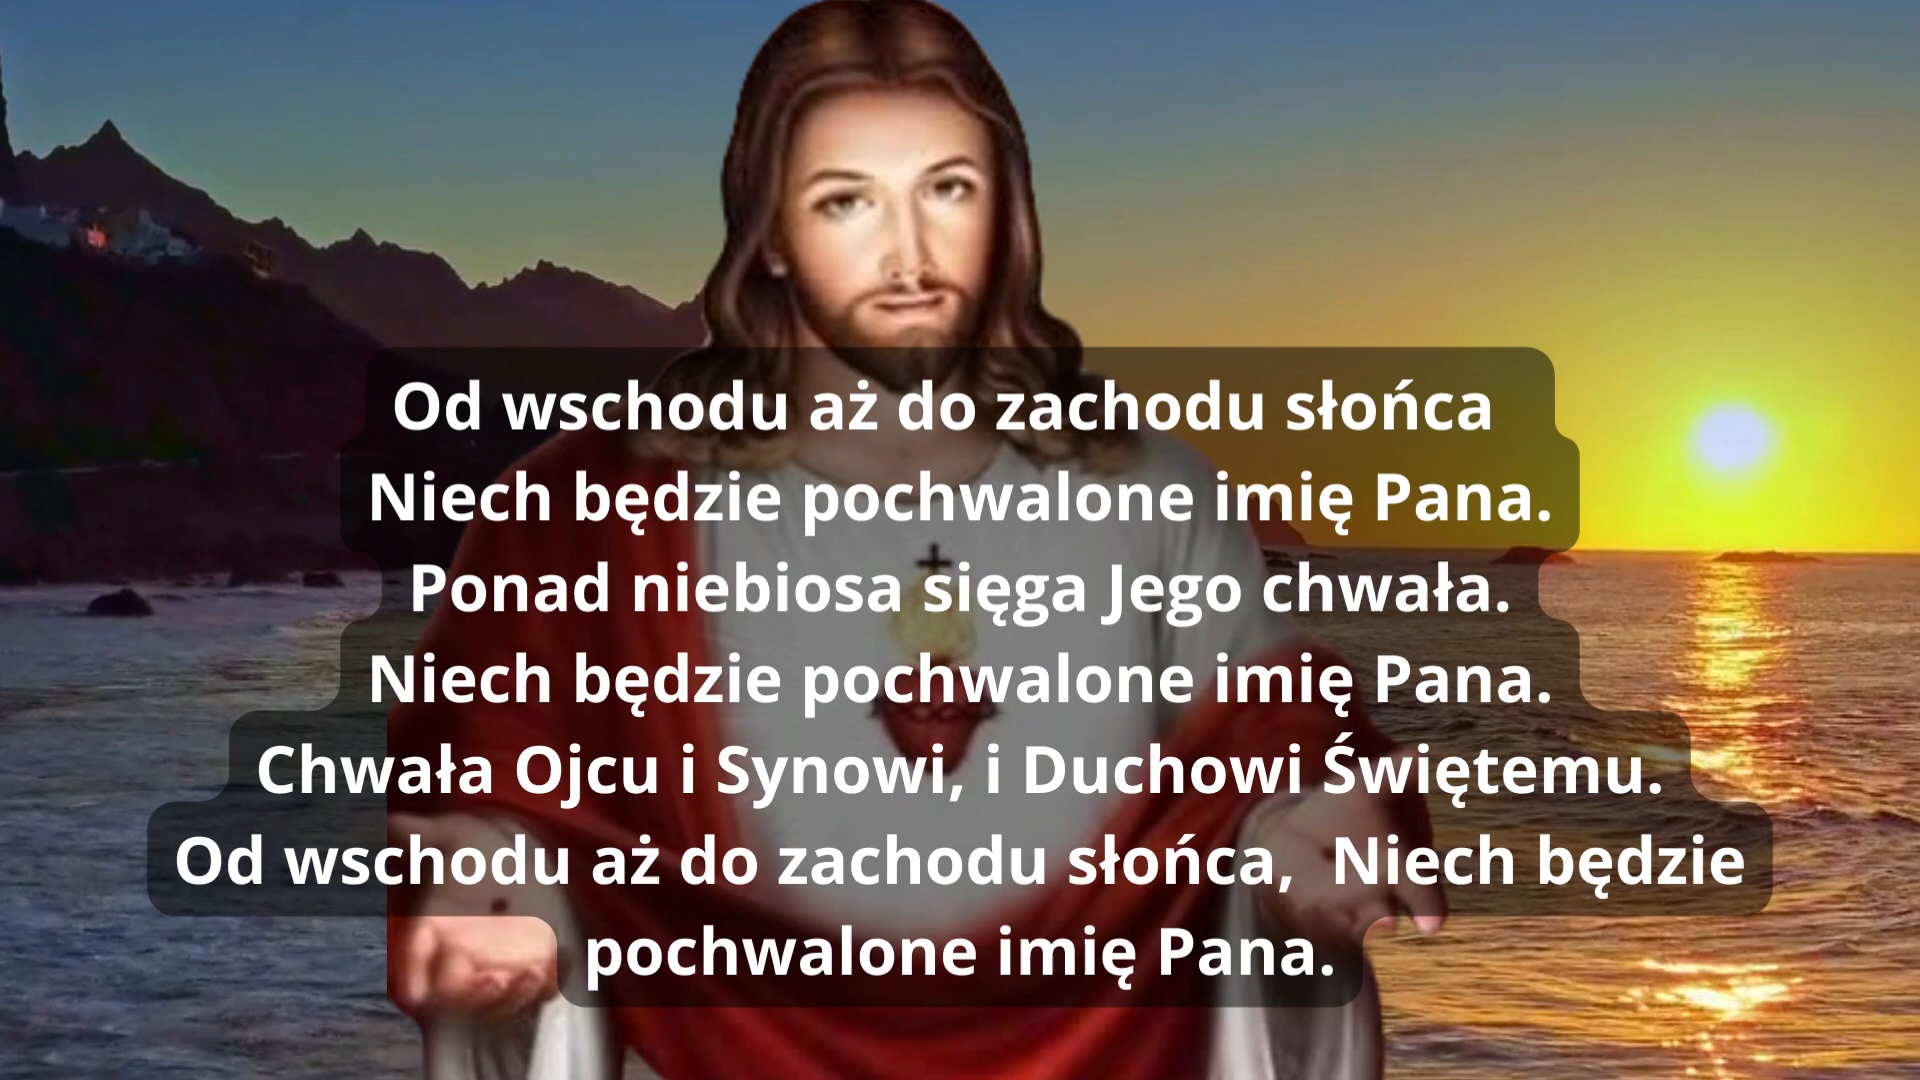 Od wschodu aż do zachodu słońca
Niech będzie pochwalone imię Pana.
Ponad niebiosa sięga Jego chwała.
Niech będzie pochwalone imię Pana.
Chwała Ojcu i Synowi, i Duchowi Świętemu.
Od wschodu aż do zachodu słońca,  Niech będzie
pochwalone imię Pana.